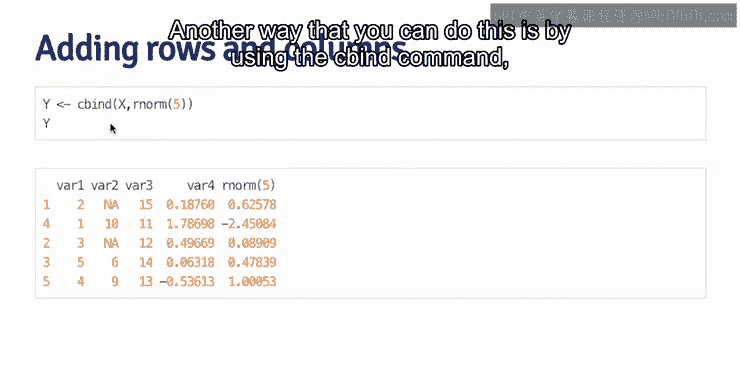 Another way that you can do this is by
using the cbind command,
Adding rows and columns
Y <- cbind(X,rnorm(5))
Y
var1 var2 var3 var4 rnorm(5)
1 2 NA 15 0.18760 0.62578
4 1 10 11 1.78698 -2.45084
2 3 NA 12 0.49669 0.08909
3 5 6 14 0.06318 0.47839
5 4 9 13 -0.53613 1.00053